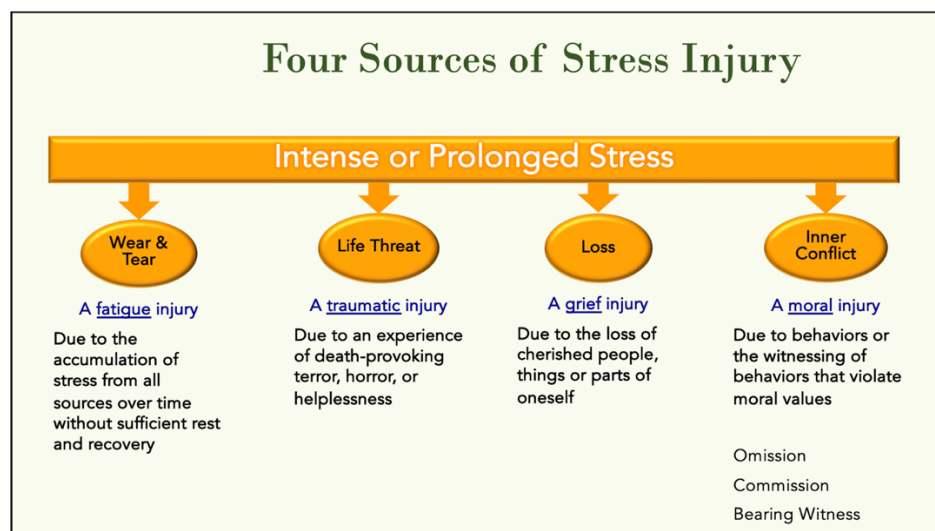 Four Sources of Stress Injury
Intense or Prolonged Stress
Wear &
Tear
Life Threat
Loss
Inner
Conflict
A fatigue injury
Due to the
accumulation of
stress from all
sources over time
without sufficient rest
and recovery
A traumatic injury
Due to an experience
of death-provoking
terror, horror, or
helplessness
A grief injury
Due to the loss of
cherished people,
things or parts of
oneself
A moral injury
Due to behaviors or
the witnessing of
behaviors that violate
moral values
Omission
Commission
Bearing Witness